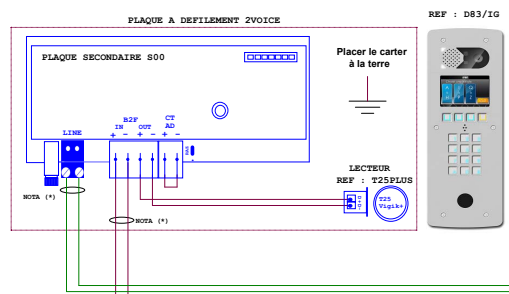 PLAQUE A DEFILEMENT 2VOICE
REF : D83/IG
PLAQUE SECONDAIRE S00
Placer le carter
à la terre
B2F
CT
AD
LINE
IN
OUT
+ - + - + -
LECTEUR
REF : T25PLUS
T25
Vigik+
NOTA (*)
NOTA (*)